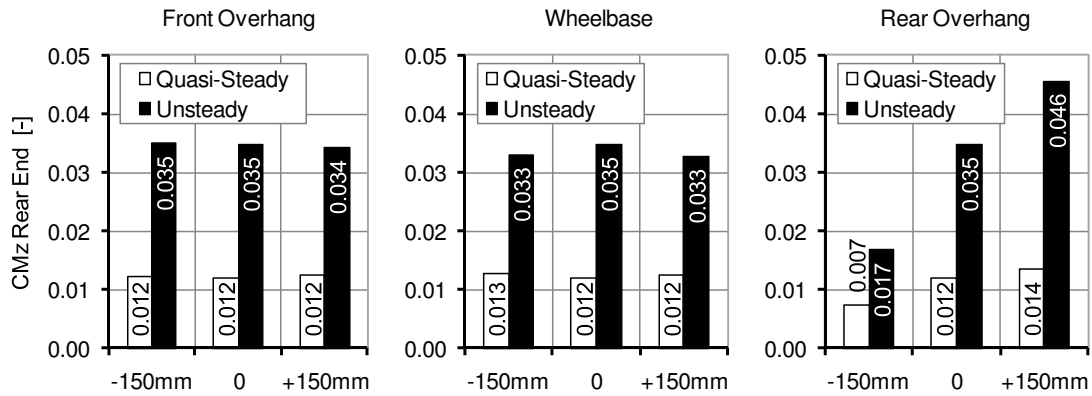 Front Overhang
Wheelbase
Rear Overhang
CMz Rear End [-]
0.05
0.04
0.03
0.02
0.01
0.00
Quasi-Steady
Unsteady
0.012
0.035
0.012
0.035
0.012
0.034
-150mm
0
+150mm
0.05
0.04
0.03
0.02
0.01
0.00
Quasi-Steady
Unsteady
0.013
0.033
0.012
0.035
0.012
0.033
-150mm
0
+150mm
0.05
0.04
0.03
0.02
0.01
0.00
Quasi-Steady
Unsteady
0.007
0.017
0.012
0.035
0.014
0.046
-150mm
0
+150mm